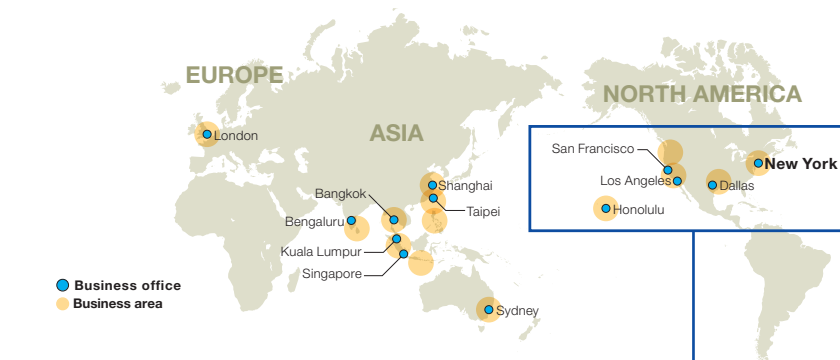 EUROPE
NORTH AMERICA
ASIA
London
San Francisco
New York
Los Angeles
Dallas
Shanghai
Bangkok
Taipei
Honolulu
Bengaluru
Kuala Lumpur
Singapore
Business office
Business area
Sydney